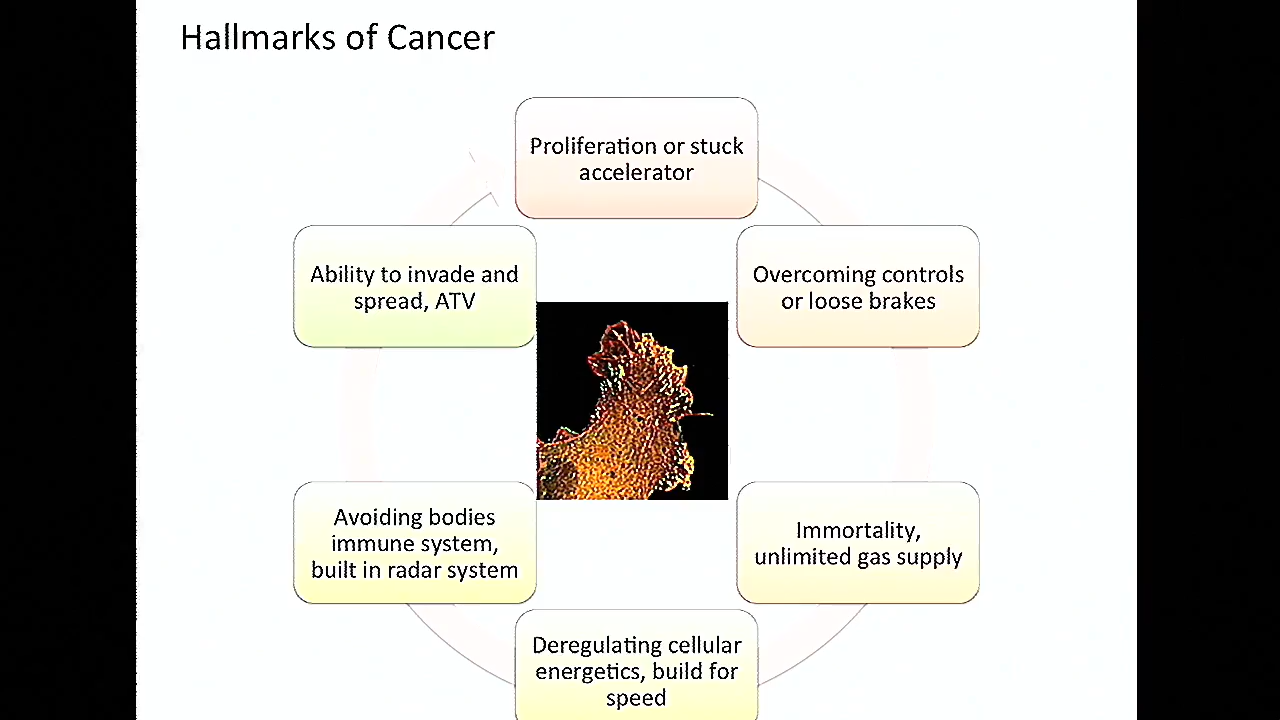 Hallmarks of Cancer
Proliferation or stuck
accelerator
Overcoming controls
or loose brakes
Immortality,
unlimited gas supply
Deregulating cellular
energetics, build for
speed
Avoiding bodies
immune system,
built in radar system
Ability to invade and
spread, ATV